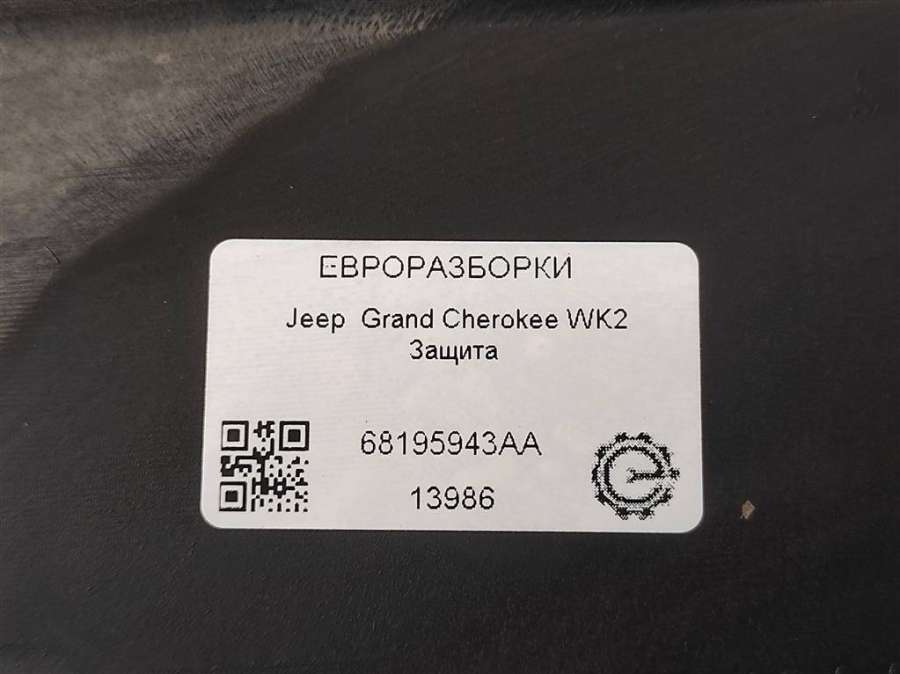 ЕВРОРАЗБОРКИ
Jeep Grand Cherokee WK2
Защита
68195943AA
13986